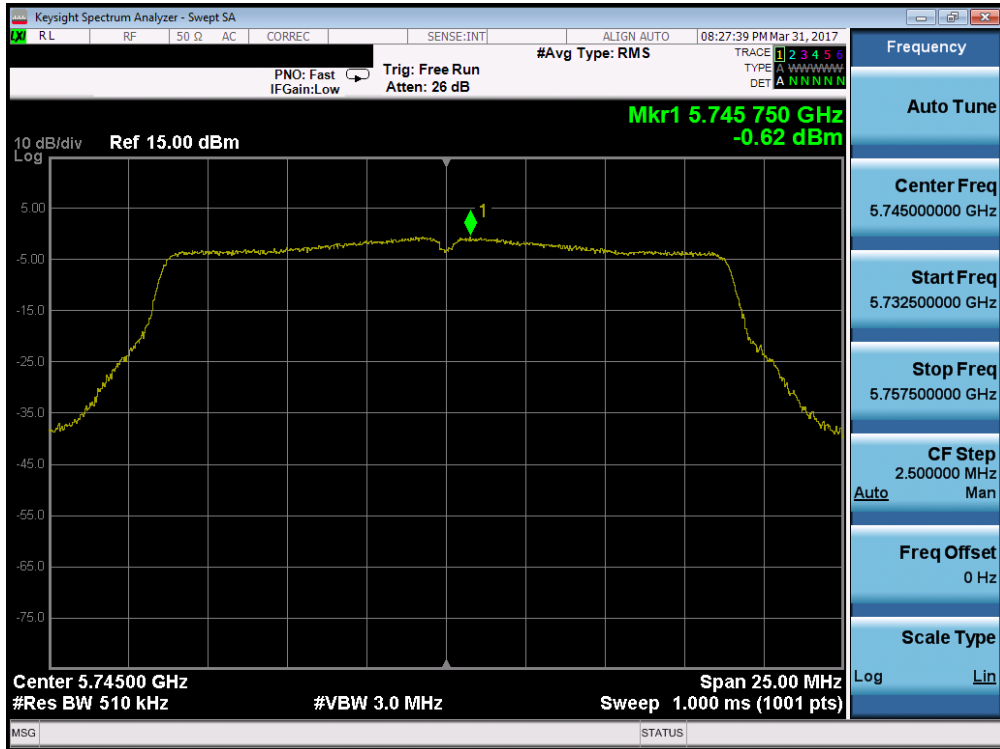 Keysight Spectrum Analyzer - Swept SA
LXI RL RF 50 Ω AC CORREC SENSE:INT ALIGN AUTO 08:27:39 PM Mar 31, 2017
#Avg Type: RMS
TRACE 1 2 3 4 5 6
PNO: Fast Trig: Free Run
TYPE A WWWWW
IFGain:Low Atten: 26 dB
DET A N N N N N
Mkr1 5.745 750 GHz
-0.62 dBm
10 dB/div Ref 15.00 dBm
Log
1
5.00
-5.00
-15.0
-25.0
-35.0
-45.0
-55.0
-65.0
-75.0
Center 5.74500 GHz Span 25.00 MHz
#Res BW 510 kHz #VBW 3.0 MHz Sweep 1.000 ms (1001 pts)
MSG STATUS
Frequency
Auto Tune
Center Freq
5.745000000 GHz
Start Freq
5.732500000 GHz
Stop Freq
5.757500000 GHz
CF Step
2.500000 MHz
Auto Man
Freq Offset
0 Hz
Scale Type
Log Lin